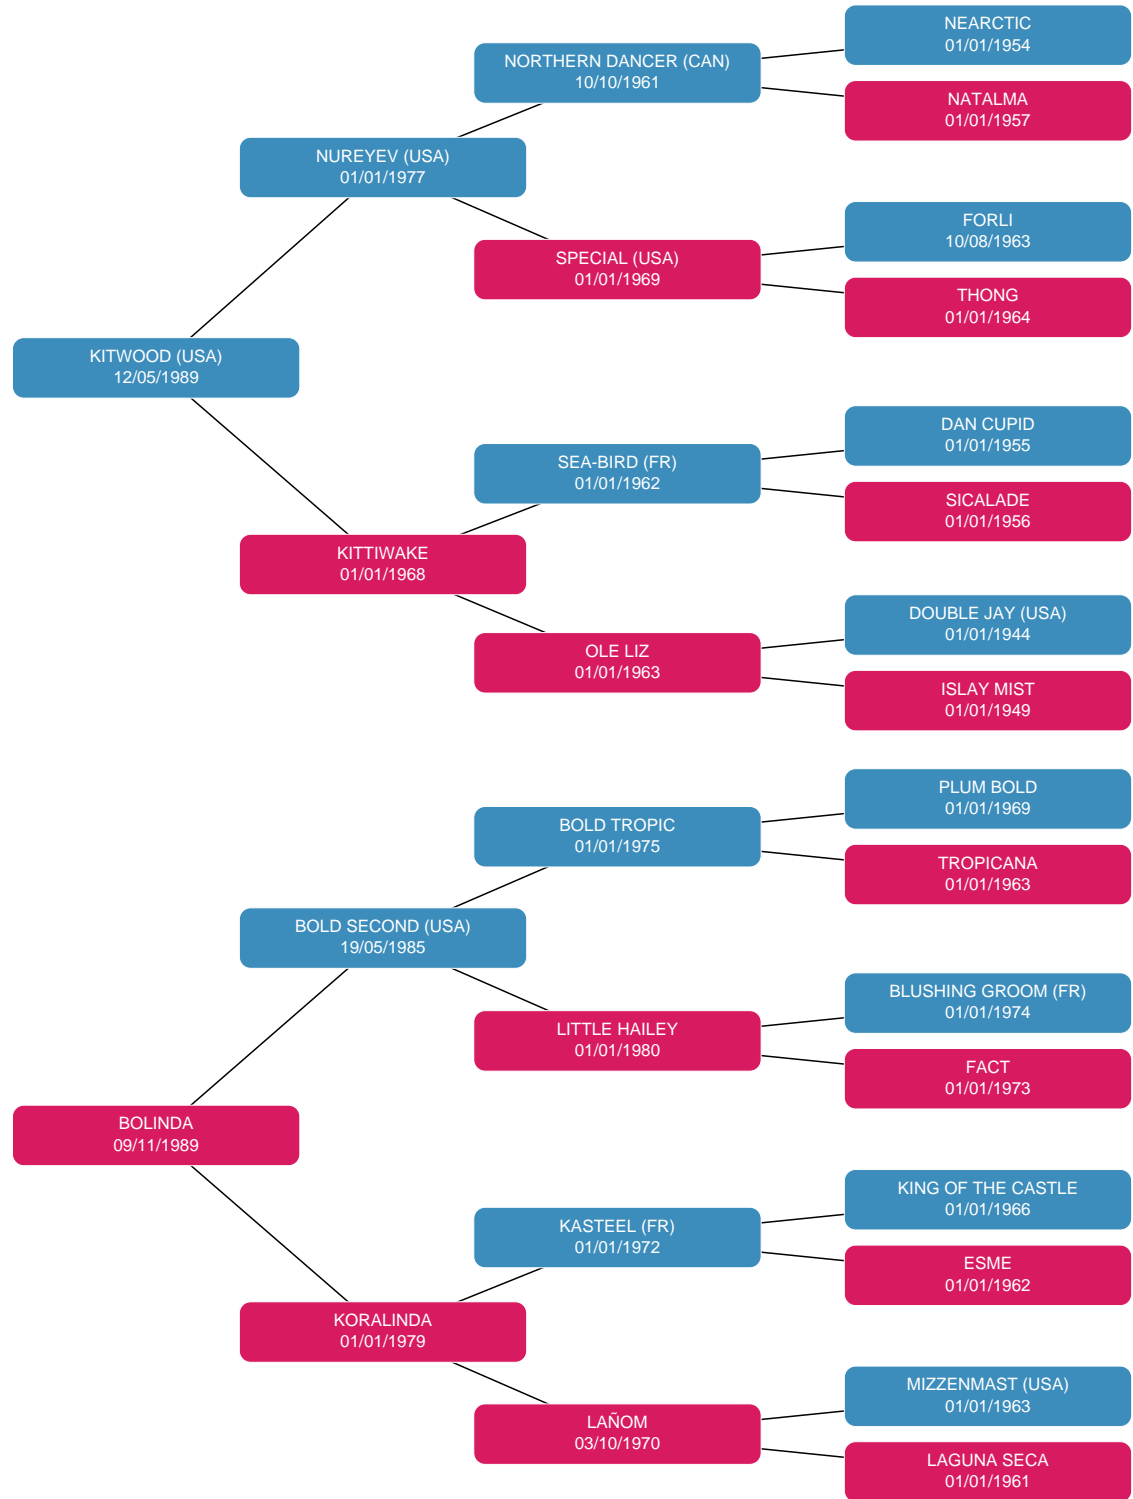 NEARCTIC
01/01/1954
NORTHERN DANCER (CAN)
10/10/1961
NATALMA
01/01/1957
NUREYEV (USA)
01/01/1977
FORLI
10/08/1963
SPECIAL (USA)
01/01/1969
THONG
01/01/1964
KITWOOD (USA)
12/05/1989
DAN CUPID
01/01/1955
SEA-BIRD (FR)
01/01/1962
SICALADE
01/01/1956
KITTIWAKE
01/01/1968
DOUBLE JAY (USA)
01/01/1944
OLE LIZ
01/01/1963
ISLAY MIST
01/01/1949
PLUM BOLD
01/01/1969
BOLD TROPIC
01/01/1975
TROPICANA
01/01/1963
BOLD SECOND (USA)
19/05/1985
BLUSHING GROOM (FR)
01/01/1974
LITTLE HAILEY
01/01/1980
FACT
01/01/1973
BOLINDA
09/11/1989
KING OF THE CASTLE
01/01/1966
KASTEEL (FR)
01/01/1972
ESME
01/01/1962
KORALINDA
01/01/1979
MIZZENMAST (USA)
01/01/1963
LAÑOM
03/10/1970
LAGUNA SECA
01/01/1961